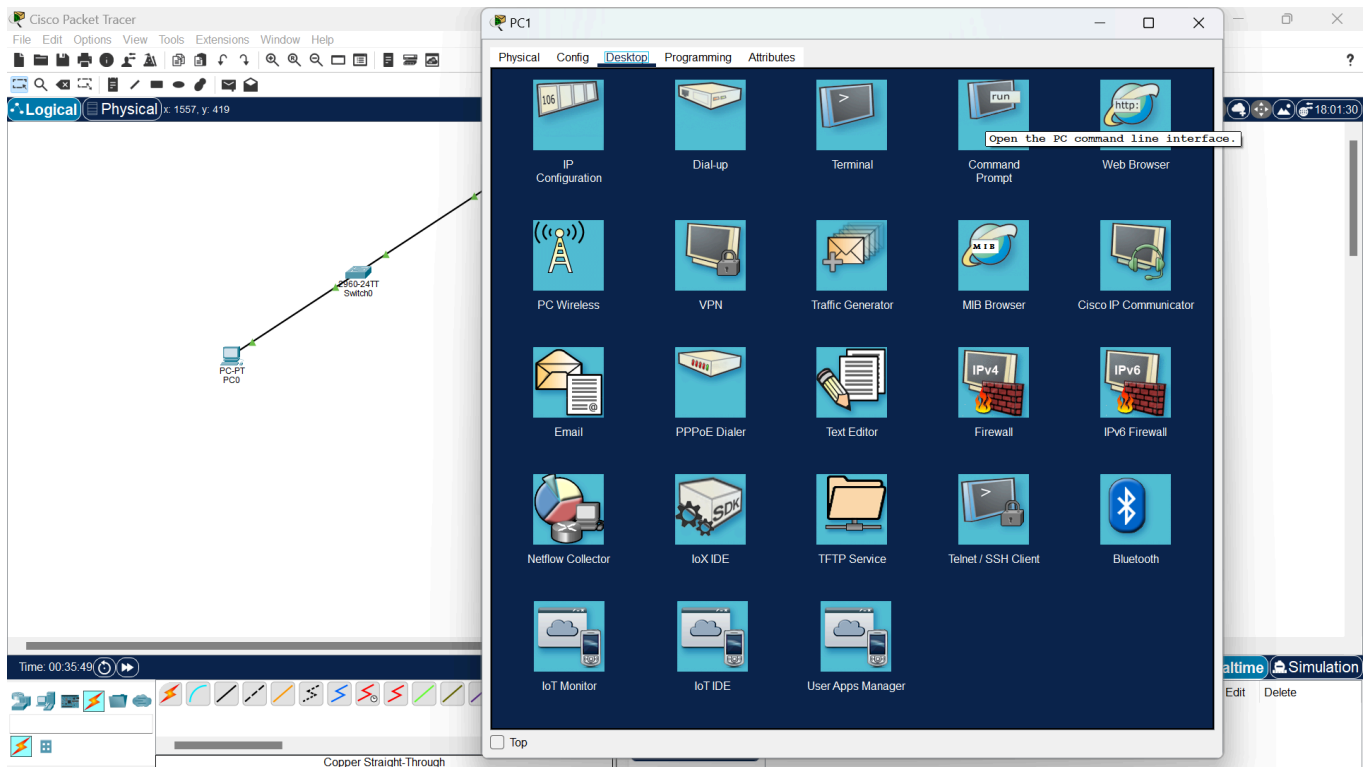 Cisco Packet Tracer
File Edit Options View Tools Extensions Window Help
?
Logical Physical x: 1557, y: 419
18:01:30
2960-24TT
Switch0
PC-PT
PC0
PC1
Physical Config Desktop Programming Attributes
106
run
http:
Open the PC command line interface.
IP
Configuration
Dial-up
Terminal
Command
Prompt
Web Browser
MIB
PC Wireless
VPN
Traffic Generator
MIB Browser
Cisco IP Communicator
@
IPv4
IPv6
Email
PPPoE Dialer
Text Editor
Firewall
IPv6 Firewall
SDK
Netflow Collector
IoX IDE
TFTP Service
Telnet / SSH Client
Bluetooth
IoT Monitor
IoT IDE
User Apps Manager
Top
Time: 00:35:49
altime Simulation
Edit Delete
Copper Straight-Through